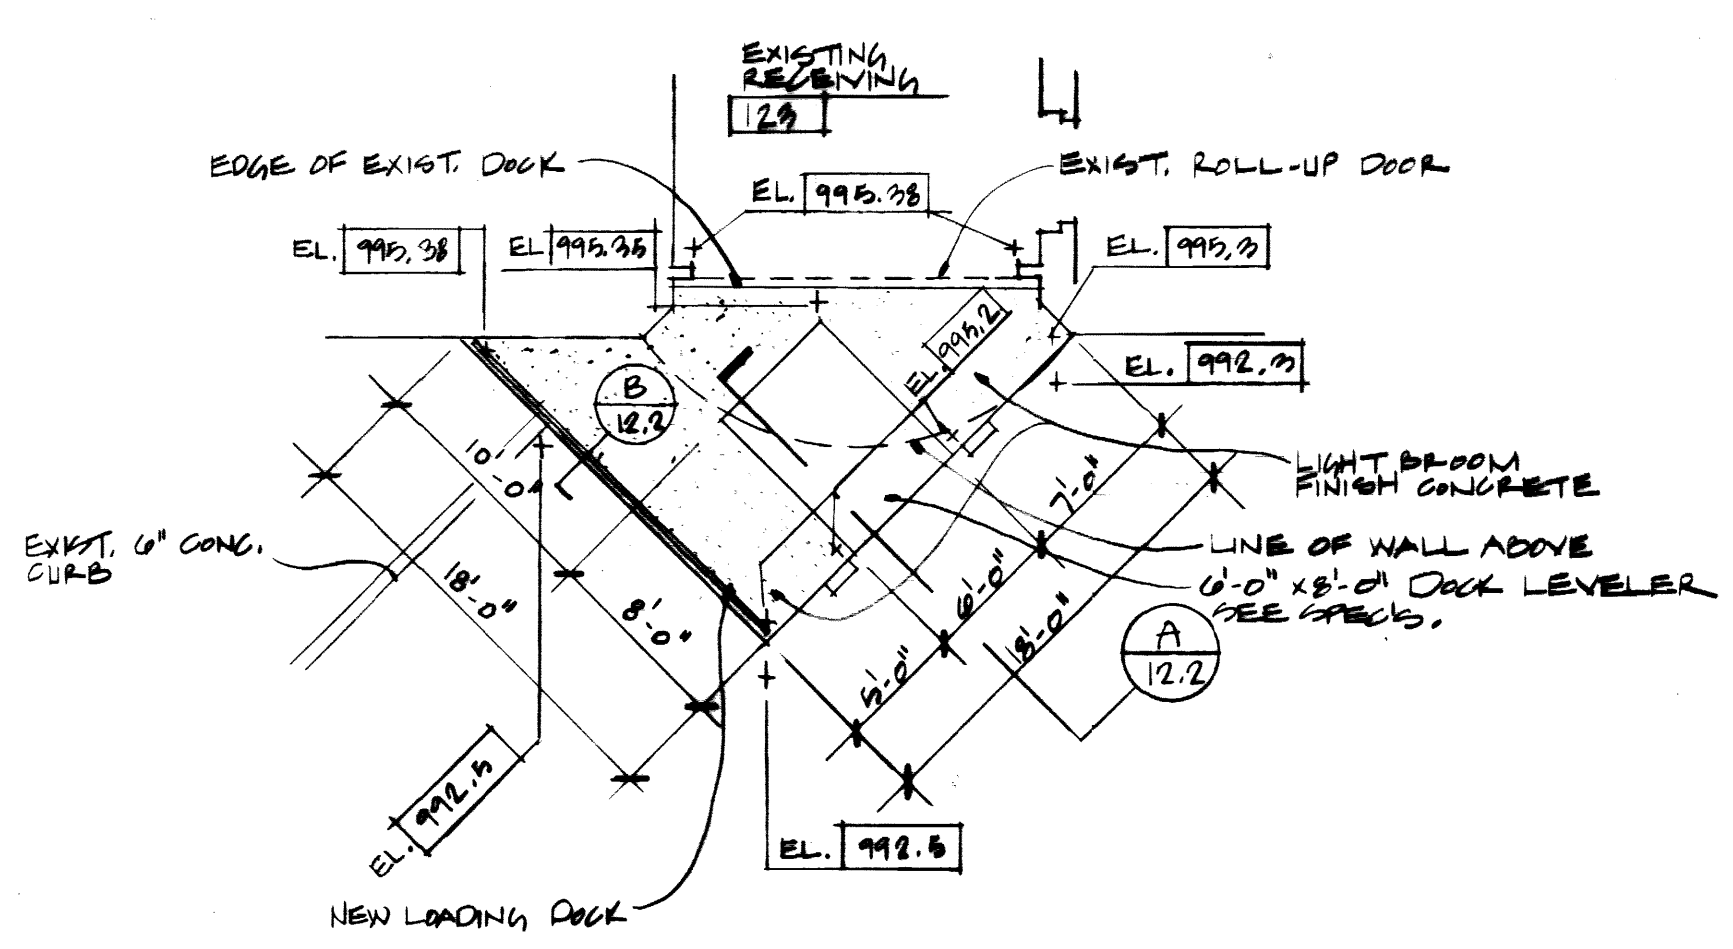 EXISTING
RECEIVING
123
EDGE OF EXIST. DOCK
EXIST. ROLL-UP DOOR
EL. 995.38
EL. 995.38
EL 995.35
EL. 995.3
EL. 995.2
EL. 992.3
B
12.2
10'-0"
18'-0"
8'-0"
7'-0"
6'-0"
5'-0"
18'-0"
LIGHT BROOM
FINISH CONCRETE
EXIST. 6" CONC.
CURB
LINE OF WALL ABOVE
6'-0" x 8'-0" DOCK LEVELER
SEE SPECS.
A
12.2
EL. 992.5
EL. 992.5
NEW LOADING DOCK